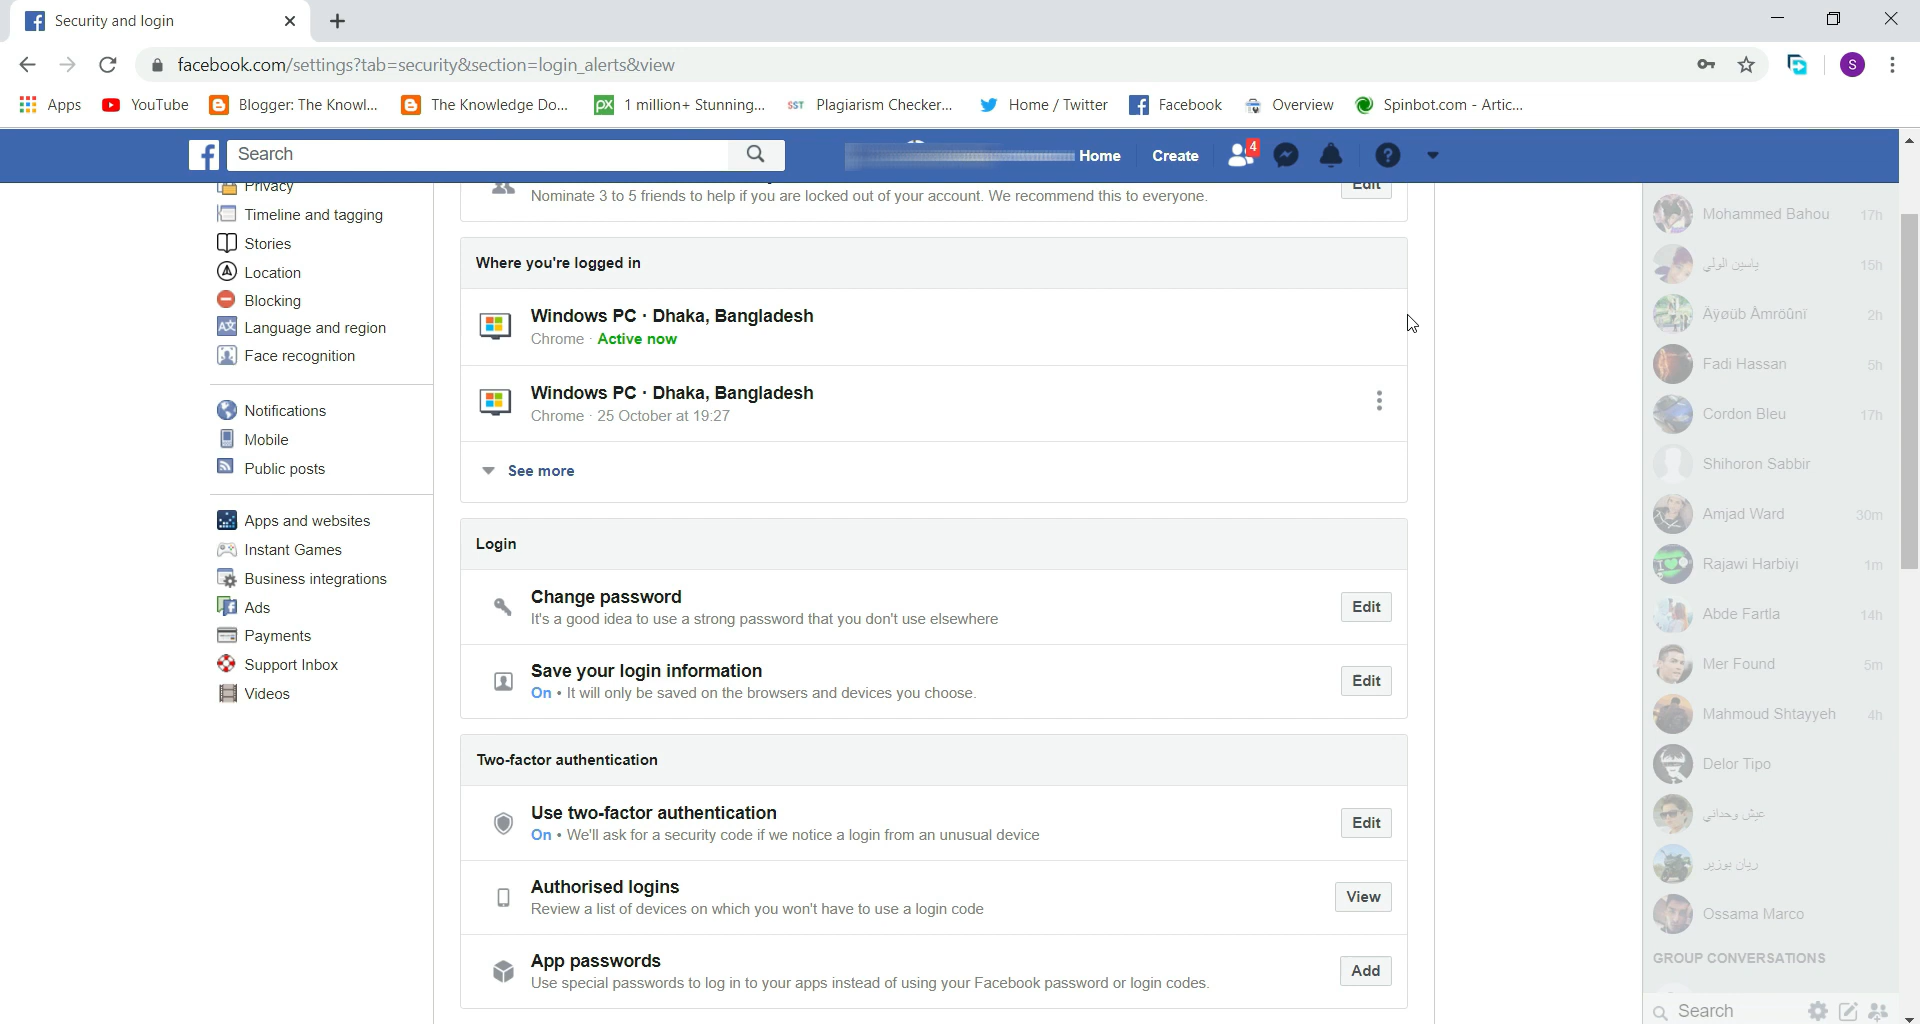 Security and login
facebook.com/settings?tab=security&section=login_alerts&view
S
Apps YouTube Blogger: The Knowl... The Knowledge Do... 1 million+ Stunning... Plagiarism Checker... Home / Twitter Facebook Overview Spinbot.com - Artic...
Search Home Create 4
Privacy
Timeline and tagging
Stories
Location
Blocking
Language and region
Face recognition
Notifications
Mobile
Public posts
Apps and websites
Instant Games
Business integrations
Ads
Payments
Support Inbox
Videos
Nominate 3 to 5 friends to help if you are locked out of your account. We recommend this to everyone.
Edit
Where you're logged in
Windows PC · Dhaka, Bangladesh
Chrome · Active now
Windows PC · Dhaka, Bangladesh
Chrome · 25 October at 19:27
See more
Login
Change password
It's a good idea to use a strong password that you don't use elsewhere
Edit
Save your login information
On • It will only be saved on the browsers and devices you choose.
Edit
Two-factor authentication
Use two-factor authentication
On • We'll ask for a security code if we notice a login from an unusual device
Edit
Authorised logins
Review a list of devices on which you won't have to use a login code
View
App passwords
Use special passwords to log in to your apps instead of using your Facebook password or login codes.
Add
Mohammed Bahou 17h
ياسين الولي 15h
Äyøüb Âmröûnï 2h
Fadi Hassan 5h
Cordon Bleu 17h
Shihoron Sabbir
Amjad Ward 30m
Rajawi Harbiyi 1m
Abde Fartla 14h
Mer Found 5m
Mahmoud Shtayyeh 4h
Delor Tipo
عيش وحداني
ريان بوزير
Ossama Marco
GROUP CONVERSATIONS
Search